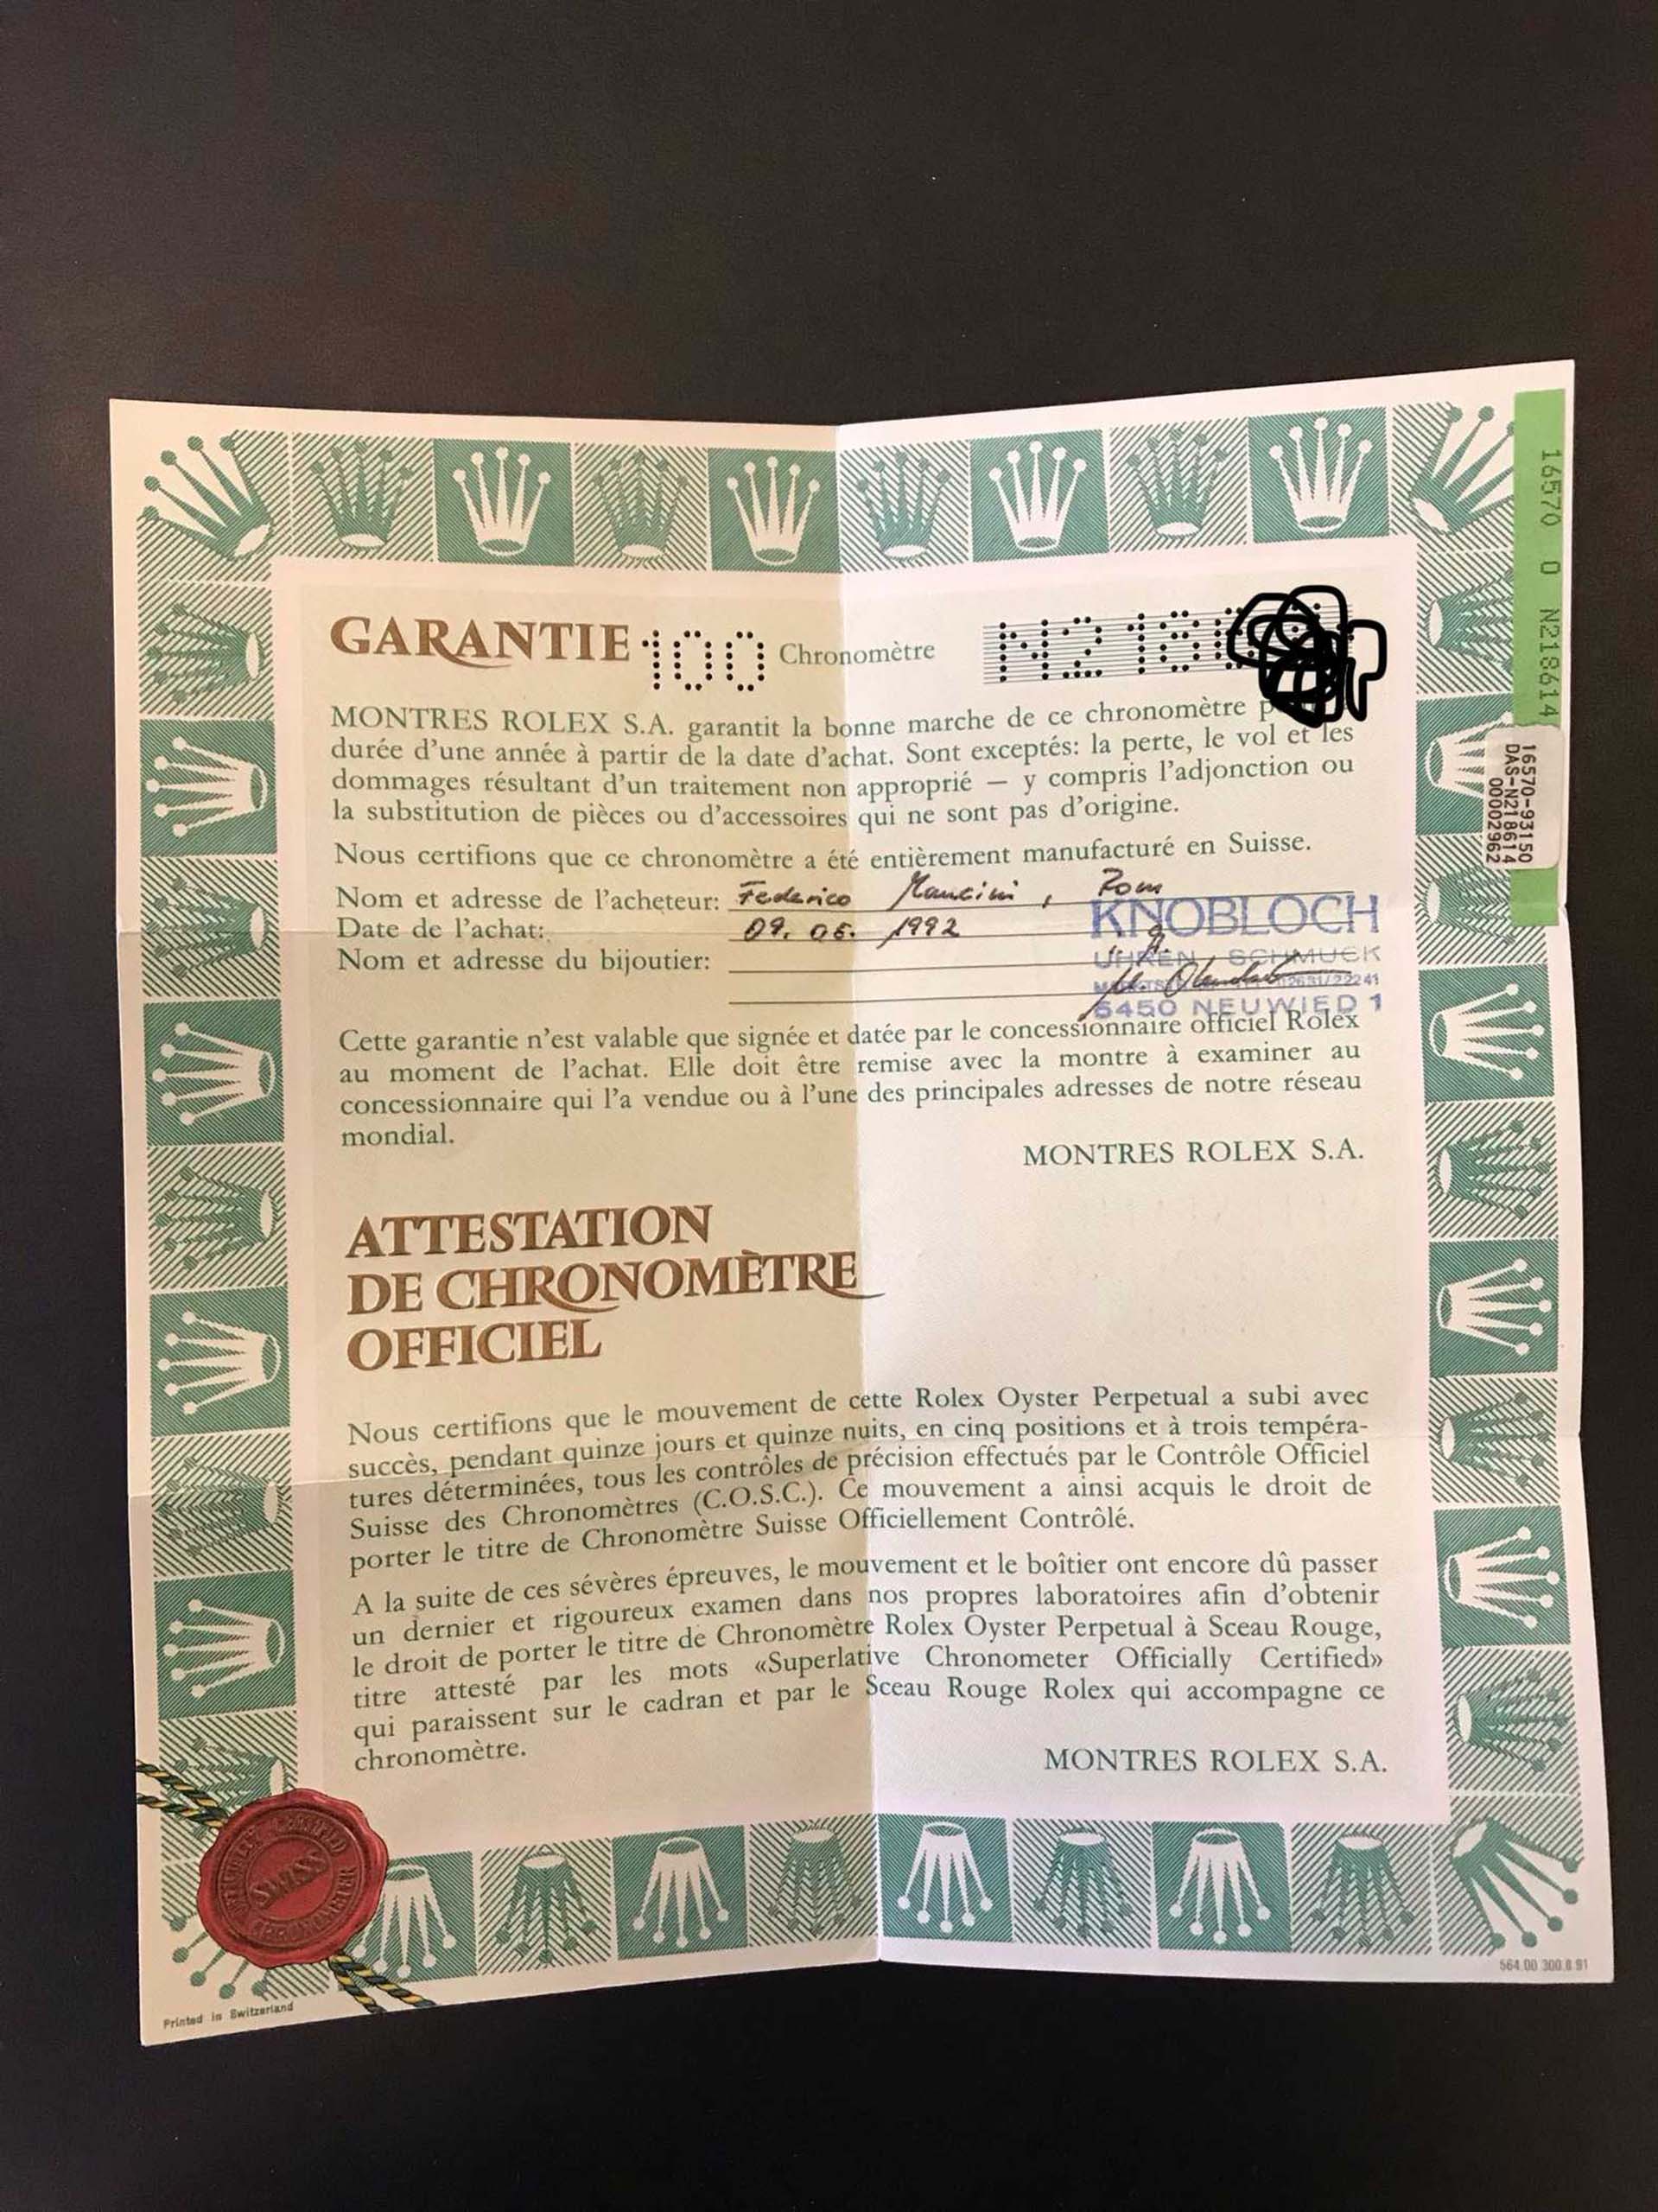 GARANTIE 100 Chronomètre N218
MONTRES ROLEX S.A. garantit la bonne marche de ce chronomètre
durée d'une année à partir de la date d'achat. Sont exceptés: la perte, le vol et les
dommages résultant d'un traitement non approprié — y compris l'adjonction ou
la substitution de pièces ou d'accessoires qui ne sont pas d'origine.
Nous certifions que ce chronomètre a été entièrement manufacturé en Suisse.
Nom et adresse de l'acheteur: Federico Mancini, Rom
Date de l'achat: 09. 06. 1992
Nom et adresse du bijoutier:
KNOBLOCH
UHREN SCHMUCK
02631/22241
5450 NEUWIED 1
Cette garantie n'est valable que signée et datée par le concessionnaire officiel Rolex
au moment de l'achat. Elle doit être remise avec la montre à examiner au
concessionnaire qui l'a vendue ou à l'une des principales adresses de notre réseau
mondial.
MONTRES ROLEX S.A.
ATTESTATION
DE CHRONOMÈTRE
OFFICIEL
Nous certifions que le mouvement de cette Rolex Oyster Perpetual a subi avec
succès, pendant quinze jours et quinze nuits, en cinq positions et à trois tempéra-
tures déterminées, tous les contrôles de précision effectués par le Contrôle Officiel
Suisse des Chronomètres (C.O.S.C.). Ce mouvement a ainsi acquis le droit de
porter le titre de Chronomètre Suisse Officiellement Contrôlé.
A la suite de ces sévères épreuves, le mouvement et le boîtier ont encore dû passer
un dernier et rigoureux examen dans nos propres laboratoires afin d'obtenir
le droit de porter le titre de Chronomètre Rolex Oyster Perpetual à Sceau Rouge,
titre attesté par les mots «Superlative Chronometer Officially Certified»
qui paraissent sur le cadran et par le Sceau Rouge Rolex qui accompagne ce
chronomètre.
MONTRES ROLEX S.A.
16570 0 N218614
16570-93150
DAS-N218614
00002962
SWISS
CHRONOMETER
Printed in Switzerland
564.00 300.8.91